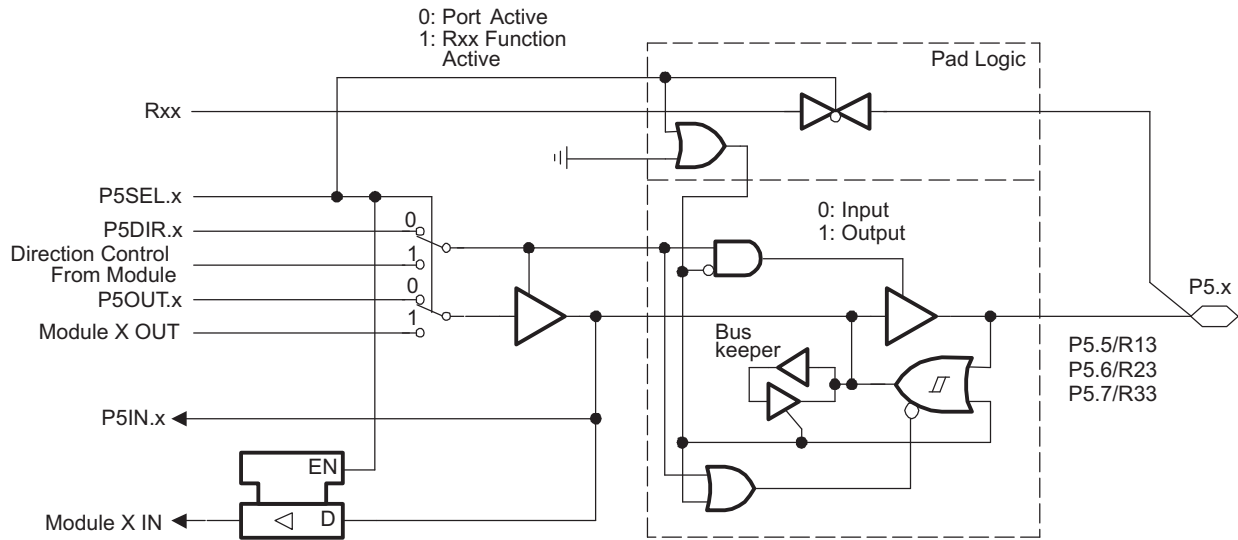 0: Port Active
1: Rxx Function
Active
Pad Logic
Rxx
P5SEL.x
P5DIR.x
0
Direction Control
From Module
1
P5OUT.x
0
Module X OUT
1
0: Input
1: Output
P5.x
Bus
keeper
P5.5/R13
P5.6/R23
P5.7/R33
P5IN.x
EN
Module X IN
D